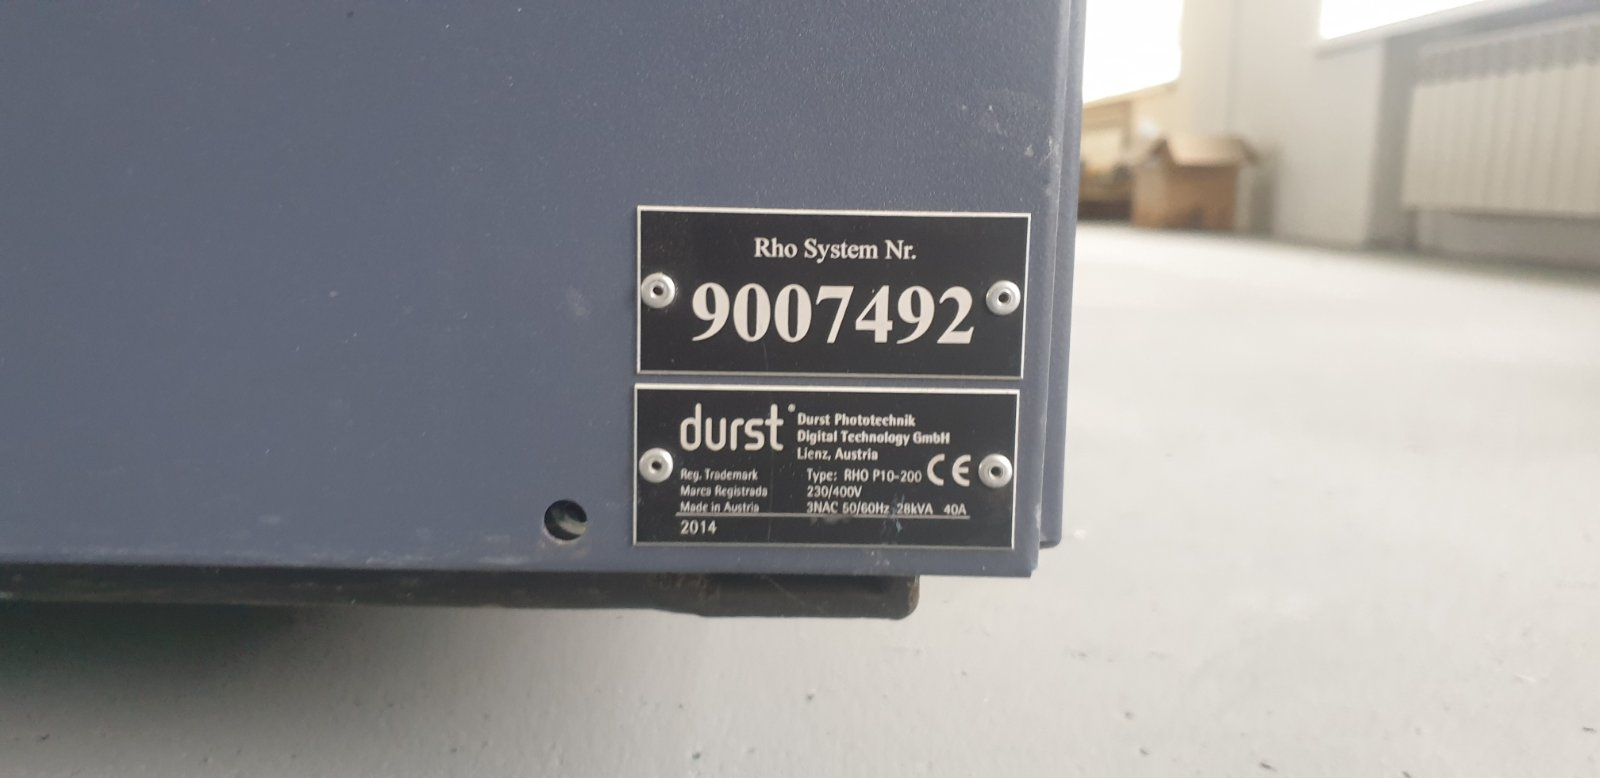 Rho System Nr.
9007492
durst®
Durst Phototechnik
Digital Technology GmbH
Lienz, Austria
Reg. Trademark
Type: RHO P10-200
CE
Marca Registrada
230/400V
Made in Austria
3NAC 50/60Hz 28kVA 40A
2014